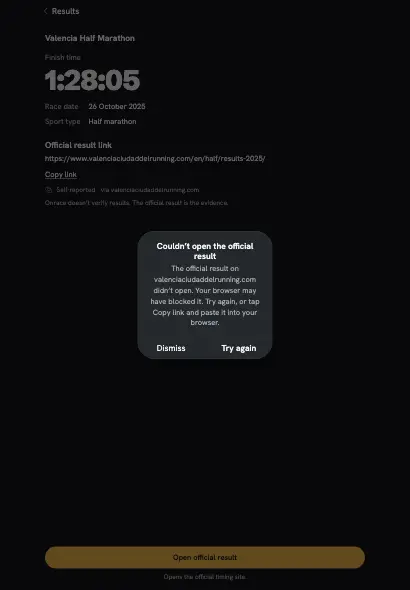 Results
Valencia Half Marathon
Finish time
1:28:05
Race date 26 October 2025
Sport type Half marathon
Official result link
https://www.valenciaciudaddelrunning.com/en/half/results-2025/
Copy link
Self-reported · via valenciaciudaddelrunning.com
Onrace doesn't verify results. The official result is the evidence.
Couldn't open the official
result
The official result on
valenciaciudaddelrunning.com
didn't open. Your browser may
have blocked it. Try again, or tap
Copy link and paste it into your
browser.
Dismiss Try again
Open official result
Opens the official timing site.